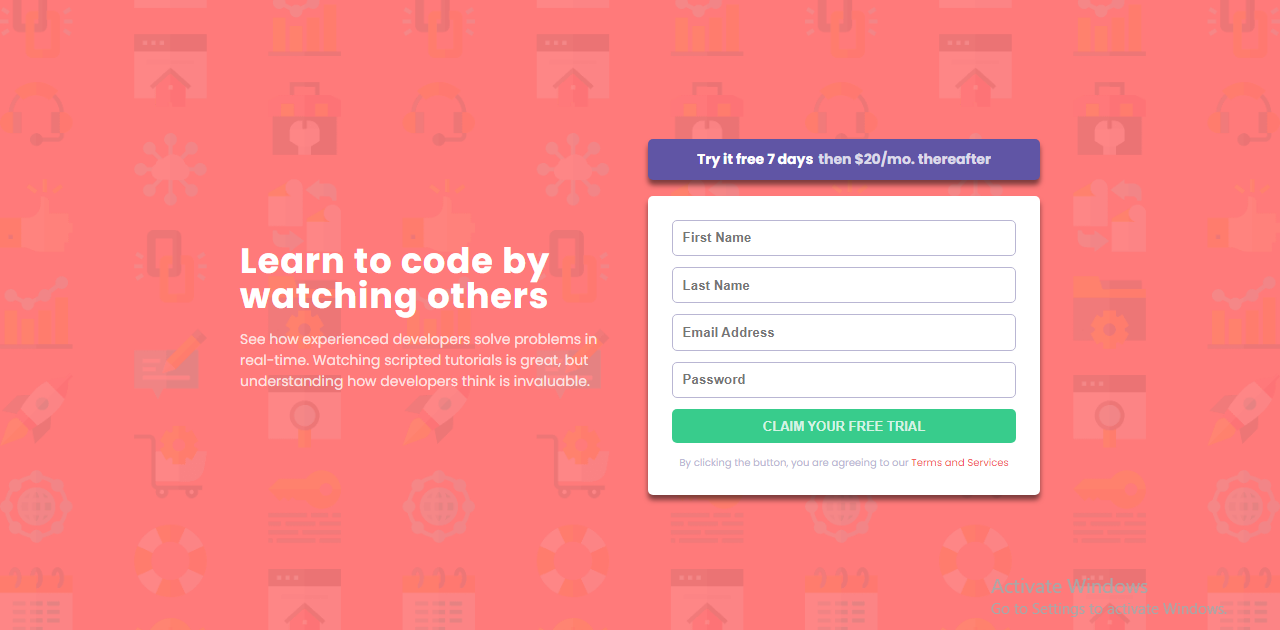 Try it free 7 days then $20/mo. thereafter
Learn to code by
watching others
See how experienced developers solve problems in
real-time. Watching scripted tutorials is great, but
understanding how developers think is invaluable.
First Name
Last Name
Email Address
Password
CLAIM YOUR FREE TRIAL
By clicking the button, you are agreeing to our Terms and Services
Activate Windows
Go to Settings to activate Windows.